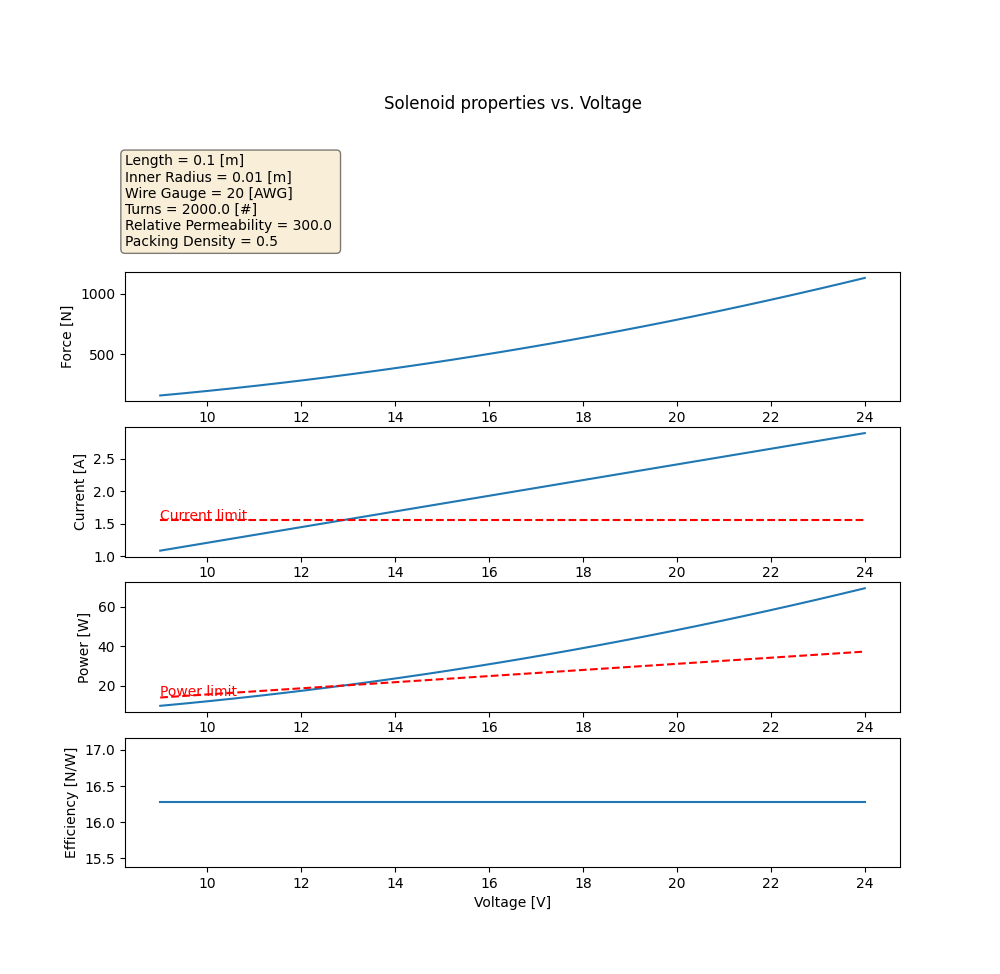 Solenoid properties vs. Voltage
Length = 0.1 [m]
Inner Radius = 0.01 [m]
Wire Gauge = 20 [AWG]
Turns = 2000.0 [#]
Relative Permeability = 300.0
Packing Density = 0.5
Force [N]
1000
500
10 12 14 16 18 20 22 24
Current [A]
2.5
2.0
1.5
1.0
Current limit
10 12 14 16 18 20 22 24
Power [W]
60
40
20
Power limit
10 12 14 16 18 20 22 24
Efficiency [N/W]
17.0
16.5
16.0
15.5
10 12 14 16 18 20 22 24
Voltage [V]